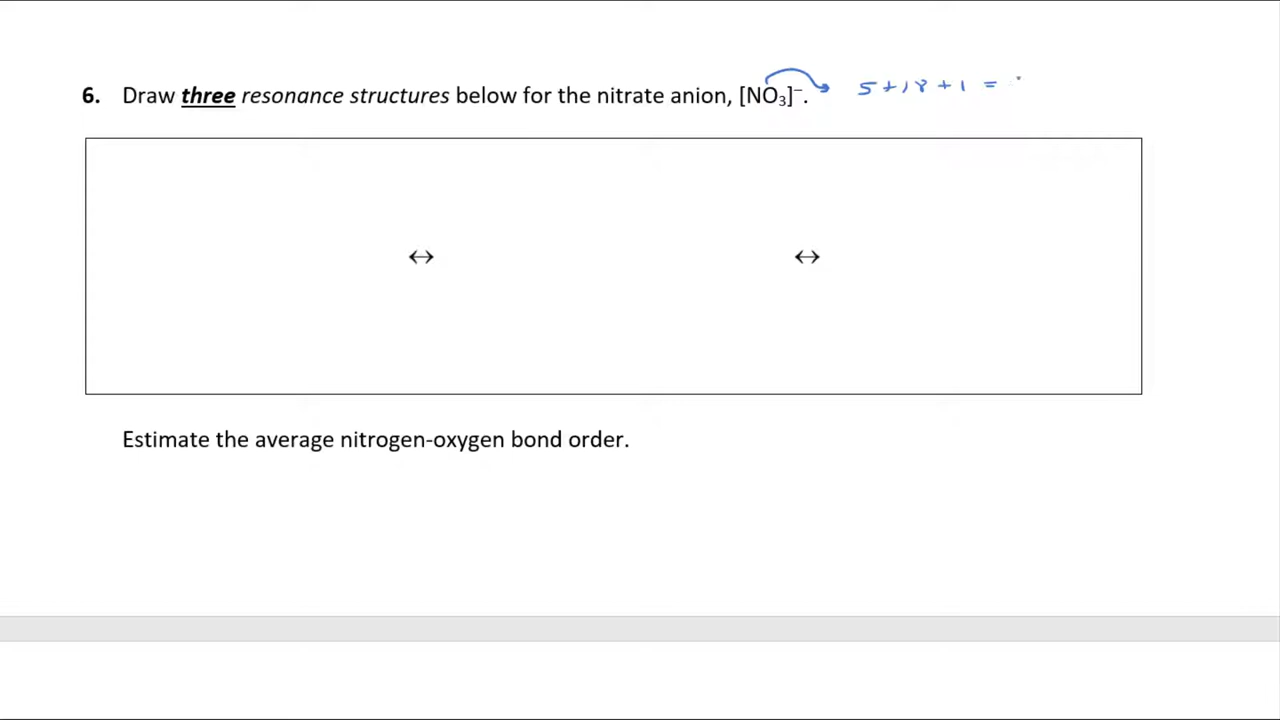 6. Draw three resonance structures below for the nitrate anion, [NO₃]⁻. 5+18+1 =
↔ ↔
Estimate the average nitrogen-oxygen bond order.